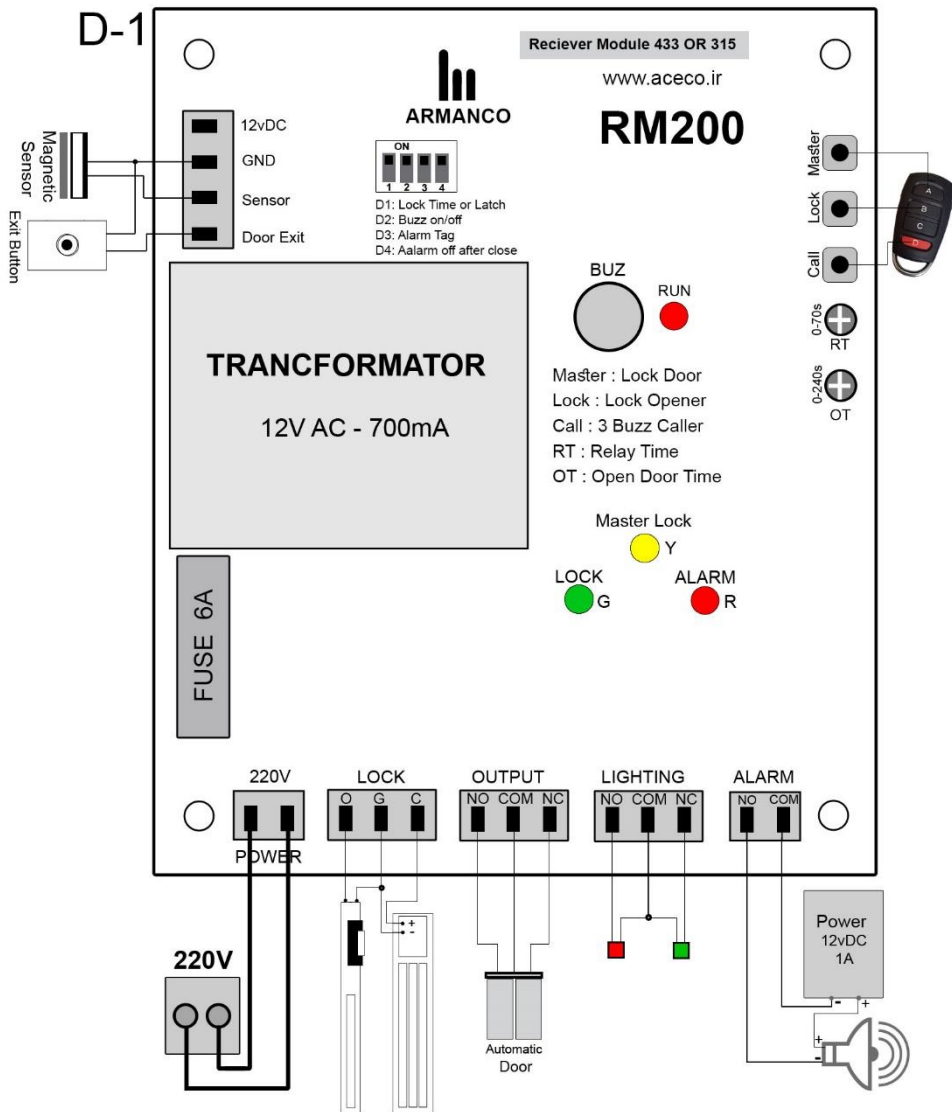 D-1
Reciever Module 433 OR 315
www.aceco.ir
ARMANCO
RM200
12vDC
GND
Sensor
Door Exit
Magnetic
Sensor
Exit Button
ON
1 2 3 4
D1: Lock Time or Latch
D2: Buzz on/off
D3: Alarm Tag
D4: Aalarm off after close
Master
Lock
Call
A
B
C
D
0-70s
RT
0-240s
OT
BUZ
RUN
TRANCFORMATOR
12V AC - 700mA
Master : Lock Door
Lock : Lock Opener
Call : 3 Buzz Caller
RT : Relay Time
OT : Open Door Time
Master Lock
Y
LOCK
G
ALARM
R
FUSE 6A
220V
POWER
LOCK
O G C
OUTPUT
NO COM NC
LIGHTING
NO COM NC
ALARM
NO COM
220V
+
-
Automatic
Door
Power
12vDC
1A
- +
+
-